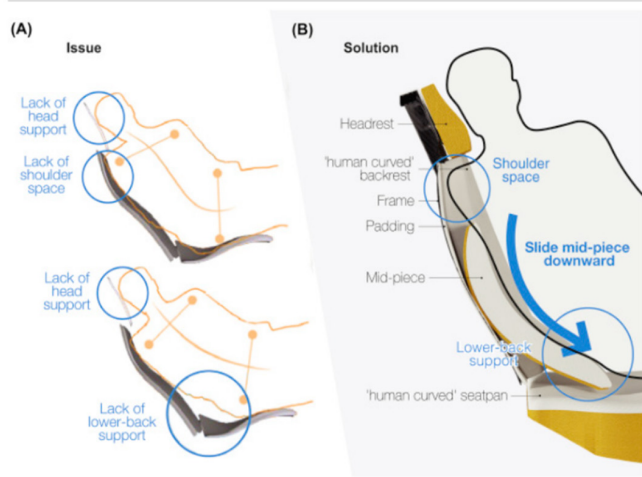 (A)
Issue
Lack of
head
support
Lack of
shoulder
space
Lack of
head
support
Lack of
lower-back
support
(B)
Solution
Headrest
'human curved'
backrest
Frame
Padding
Mid-piece
Shoulder
space
Slide mid-piece
downward
Lower-back
support
'human curved' seatpan